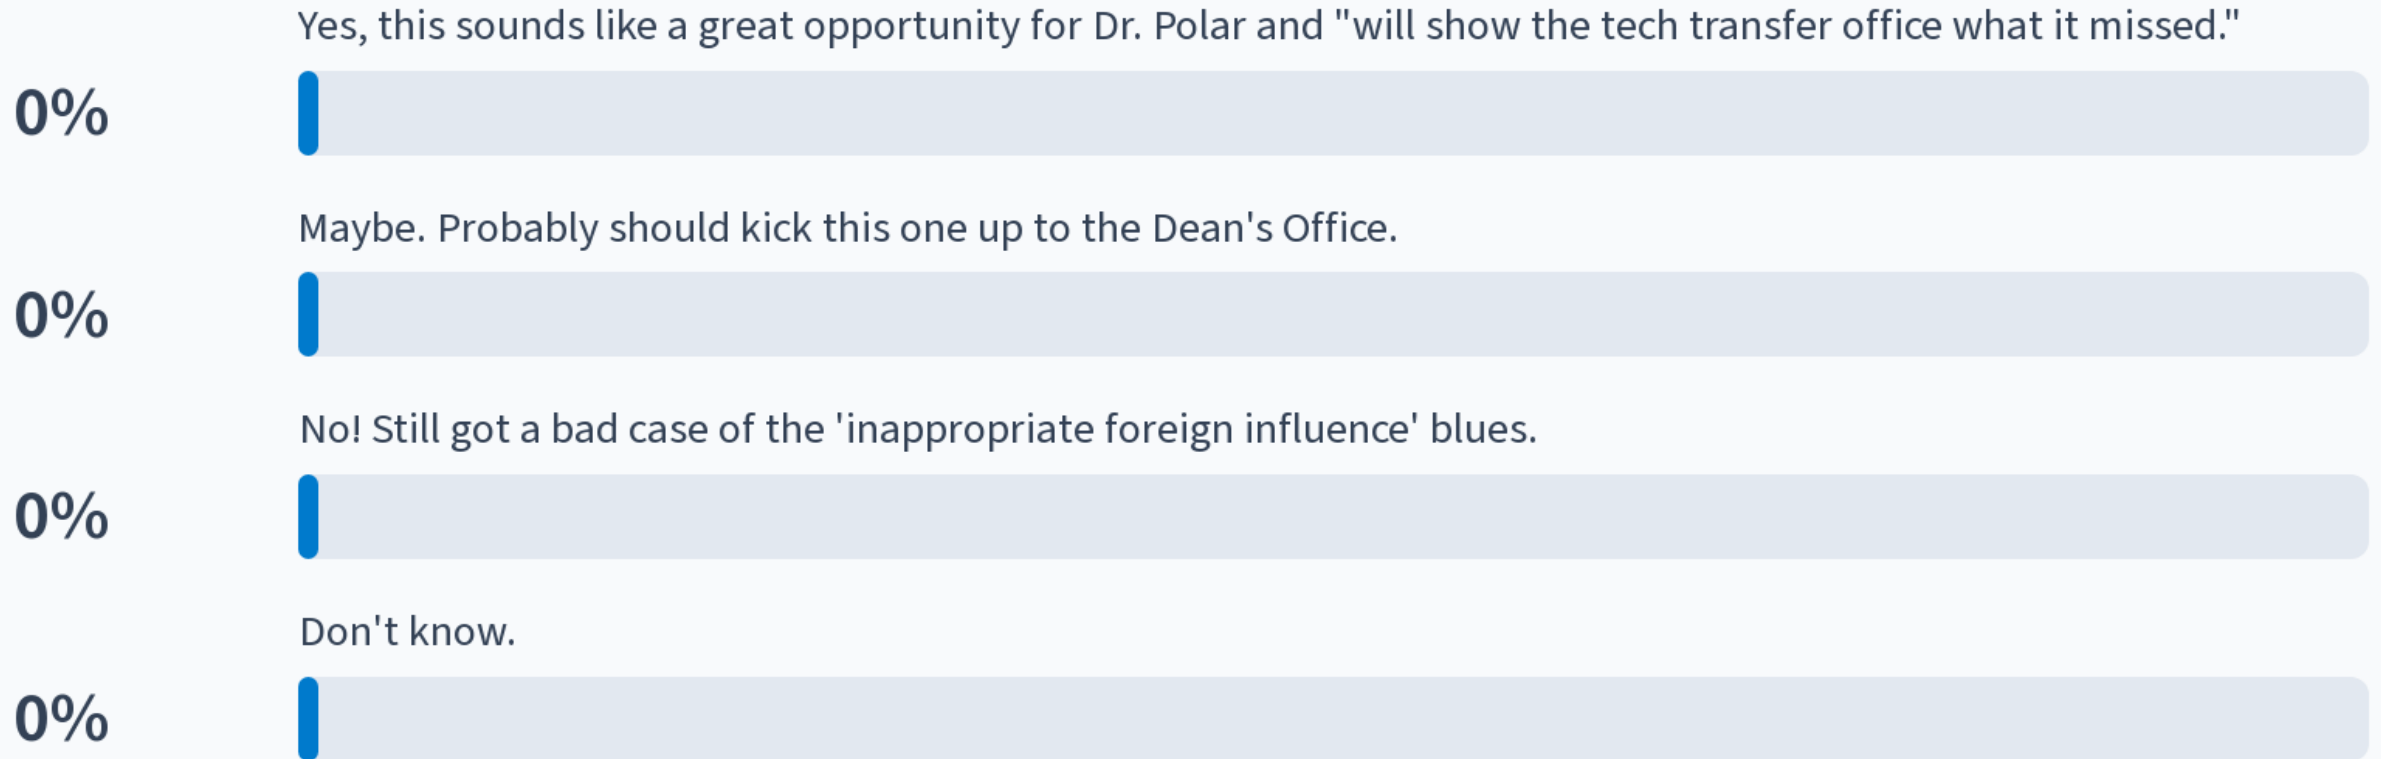 Yes, this sounds like a great opportunity for Dr. Polar and "will show the tech transfer office what it missed."
0%
Maybe. Probably should kick this one up to the Dean's Office.
0%
No! Still got a bad case of the 'inappropriate foreign influence' blues.
0%
Don't know.
0%